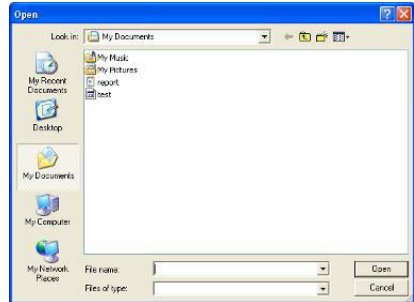 Open
Look in: My Documents
My Recent
Documents
Desktop
My Documents
My Computer
My Network
Places
My Music
My Pictures
report
test
File name: Open
Files of type: Cancel